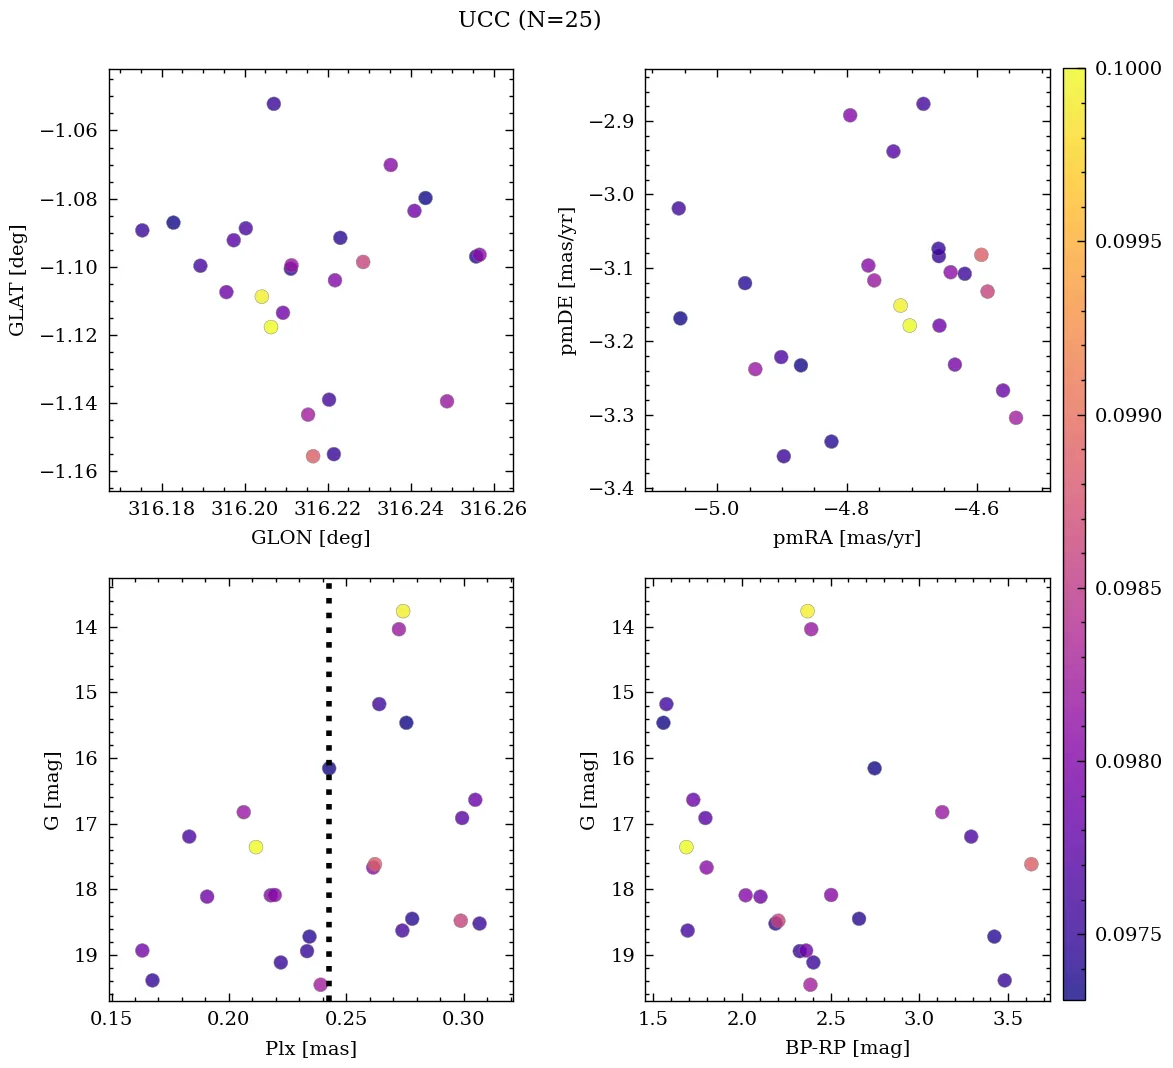 UCC (N=25)
−1.06
−1.08
−1.10
−1.12
−1.14
−1.16
GLAT [deg]
316.18 316.20 316.22 316.24 316.26
GLON [deg]
−2.9
−3.0
−3.1
−3.2
−3.3
−3.4
pmDE [mas/yr]
−5.0 −4.8 −4.6
pmRA [mas/yr]
14
15
16
17
18
19
G [mag]
0.15 0.20 0.25 0.30
Plx [mas]
14
15
16
17
18
19
G [mag]
1.5 2.0 2.5 3.0 3.5
BP-RP [mag]
0.1000
0.0995
0.0990
0.0985
0.0980
0.0975